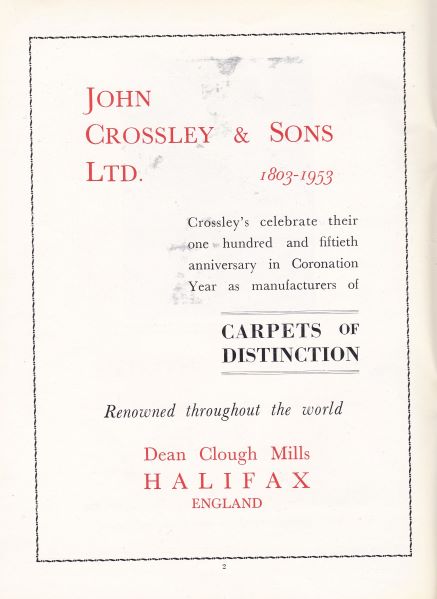 JOHN
CROSSLEY & SONS
LTD. 1803-1953
Crossley's celebrate their
one hundred and fiftieth
anniversary in Coronation
Year as manufacturers of
CARPETS OF
DISTINCTION
Renowned throughout the world
Dean Clough Mills
HALIFAX
ENGLAND
2